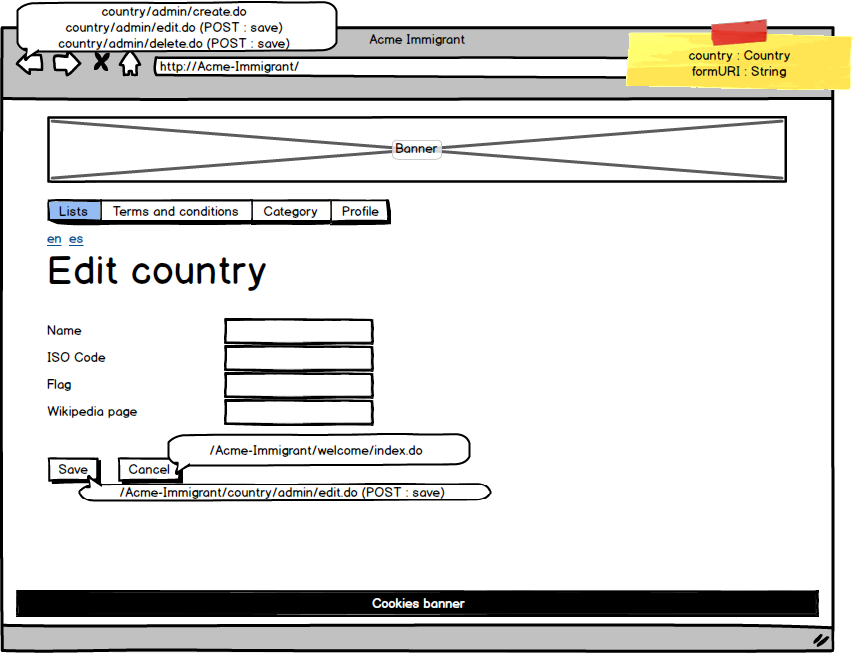 country/admin/create.do
country/admin/edit.do (POST : save)
country/admin/delete.do (POST : save)
Acme Immigrant
country : Country
formURI : String
http://Acme-Immigrant/
Banner
Lists Terms and conditions Category Profile
en es
Edit country
Name
ISO Code
Flag
Wikipedia page
/Acme-Immigrant/welcome/index.do
Save Cancel
/Acme-Immigrant/country/admin/edit.do (POST : save)
Cookies banner